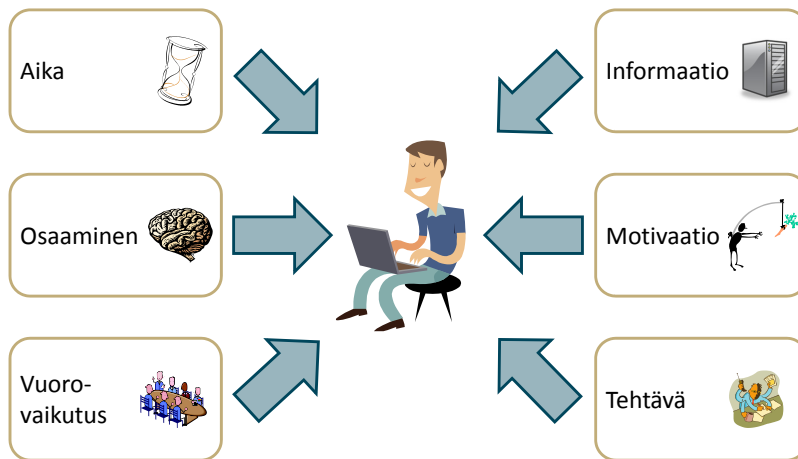 Aika
Informaatio
Osaaminen
Motivaatio
Vuoro-
vaikutus
Tehtävä